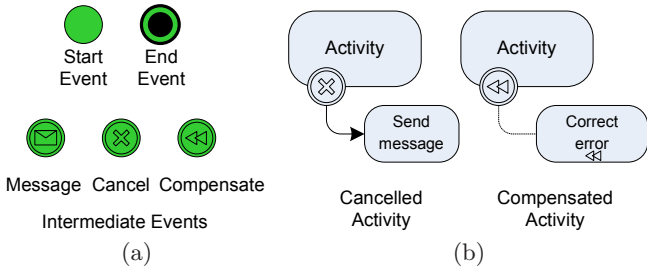 Start
Event
End
Event
Message Cancel Compensate
Intermediate Events
(a)
Activity
Send
message
Cancelled
Activity
Activity
Correct
error
Compensated
Activity
(b)